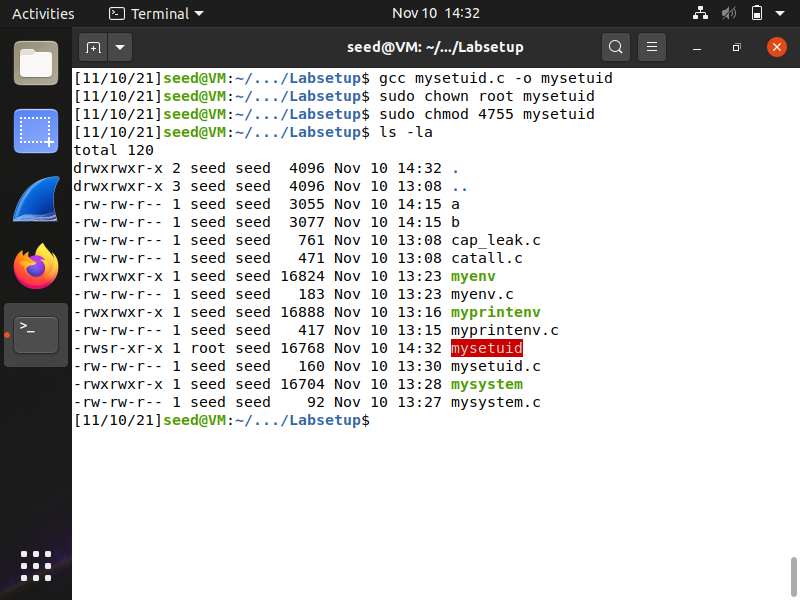 Activities Terminal Nov 10 14:32
seed@VM: ~/.../Labsetup
[11/10/21]seed@VM:~/.../Labsetup$ gcc mysetuid.c -o mysetuid
[11/10/21]seed@VM:~/.../Labsetup$ sudo chown root mysetuid
[11/10/21]seed@VM:~/.../Labsetup$ sudo chmod 4755 mysetuid
[11/10/21]seed@VM:~/.../Labsetup$ ls -la
total 120
drwxrwxr-x 2 seed seed  4096 Nov 10 14:32 .
drwxrwxr-x 3 seed seed  4096 Nov 10 13:08 ..
-rw-rw-r-- 1 seed seed  3055 Nov 10 14:15 a
-rw-rw-r-- 1 seed seed  3077 Nov 10 14:15 b
-rw-rw-r-- 1 seed seed   761 Nov 10 13:08 cap_leak.c
-rw-rw-r-- 1 seed seed   471 Nov 10 13:08 catall.c
-rwxrwxr-x 1 seed seed 16824 Nov 10 13:23 myenv
-rw-rw-r-- 1 seed seed   183 Nov 10 13:23 myenv.c
-rwxrwxr-x 1 seed seed 16888 Nov 10 13:16 myprintenv
-rw-rw-r-- 1 seed seed   417 Nov 10 13:15 myprintenv.c
-rwsr-xr-x 1 root seed 16768 Nov 10 14:32 mysetuid
-rw-rw-r-- 1 seed seed   160 Nov 10 13:30 mysetuid.c
-rwxrwxr-x 1 seed seed 16704 Nov 10 13:28 mysystem
-rw-rw-r-- 1 seed seed    92 Nov 10 13:27 mysystem.c
[11/10/21]seed@VM:~/.../Labsetup$
>_